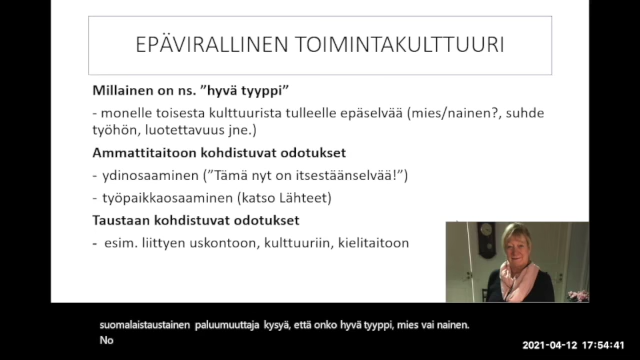 EPÄVIRALLINEN TOIMINTAKULTTUURI
Millainen on ns. ”hyvä tyyppi”
- monelle toisesta kulttuurista tulleelle epäselvää (mies/nainen?, suhde
työhön, luotettavuus jne.)
Ammattitaitoon kohdistuvat odotukset
- ydinosaaminen (”Tämä nyt on itsestäänselvää!”)
- työpaikkaosaaminen (katso Lähteet)
Taustaan kohdistuvat odotukset
- esim. liittyen uskontoon, kulttuuriin, kielitaitoon
suomalaistaustainen paluumuuttaja kysyä, että onko hyvä tyyppi, mies vai nainen.
No
2021-04-12 17:54:41